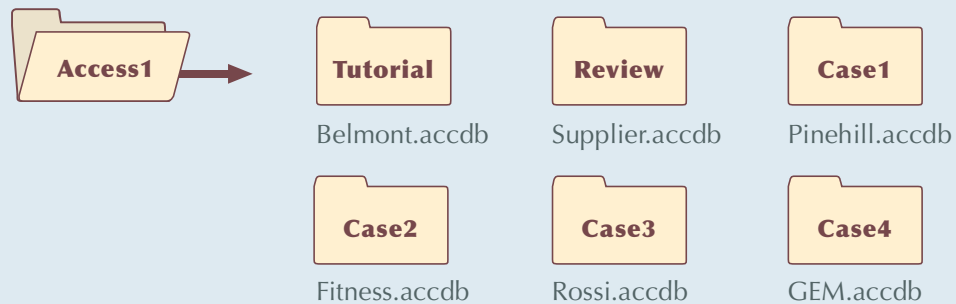 Access1
Tutorial Review Case1
Belmont.accdb Supplier.accdb Pinehill.accdb
Case2 Case3 Case4
Fitness.accdb Rossi.accdb GEM.accdb